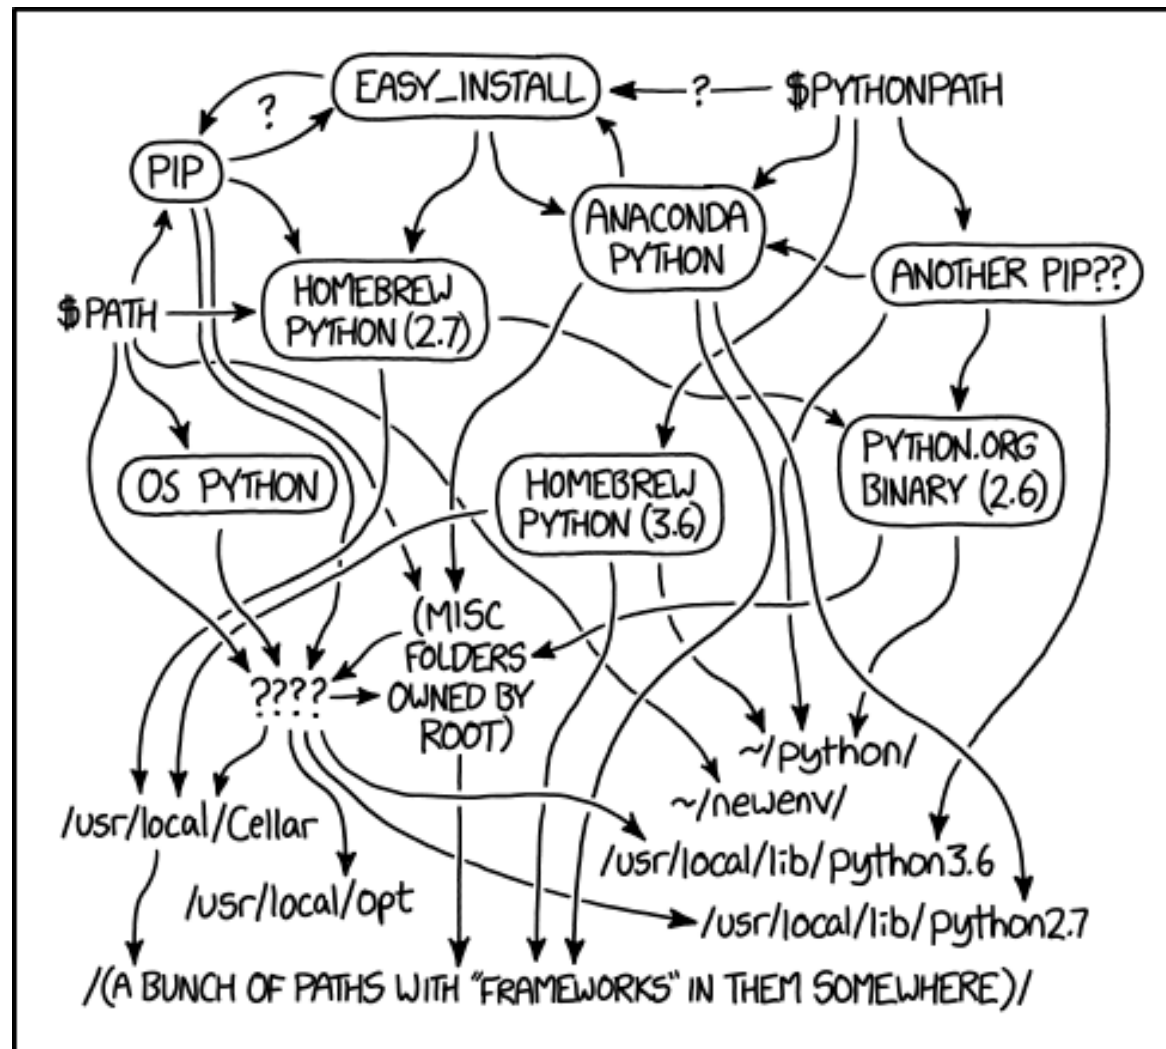 EASY_INSTALL
?
$PYTHONPATH
?
PIP
ANACONDA
PYTHON
ANOTHER PIP??
HOMEBREW
PYTHON (2.7)
$PATH
PYTHON.ORG
BINARY (2.6)
OS PYTHON
HOMEBREW
PYTHON (3.6)
(MISC
FOLDERS
OWNED BY
ROOT)
????
~/python/
~/newenv/
/usr/local/Cellar
/usr/local/lib/python3.6
/usr/local/opt
/usr/local/lib/python2.7
/(A BUNCH OF PATHS WITH "FRAMEWORKS" IN THEM SOMEWHERE)/